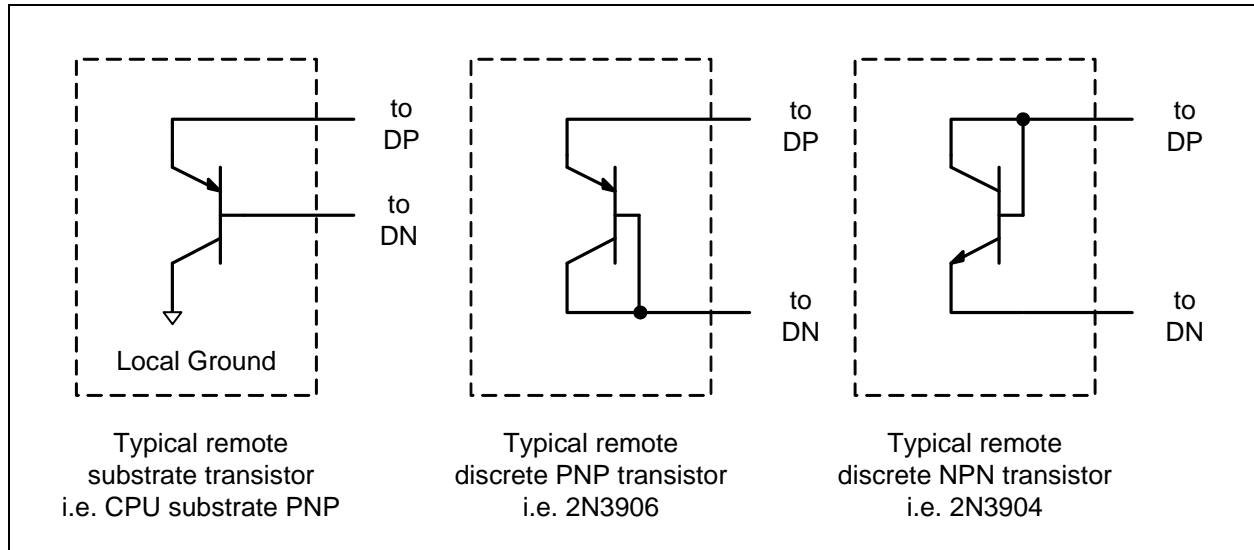 to
DP
to
DN
Local Ground
Typical remote
substrate transistor
i.e. CPU substrate PNP
to
DP
to
DN
Typical remote
discrete PNP transistor
i.e. 2N3906
to
DP
to
DN
Typical remote
discrete NPN transistor
i.e. 2N3904